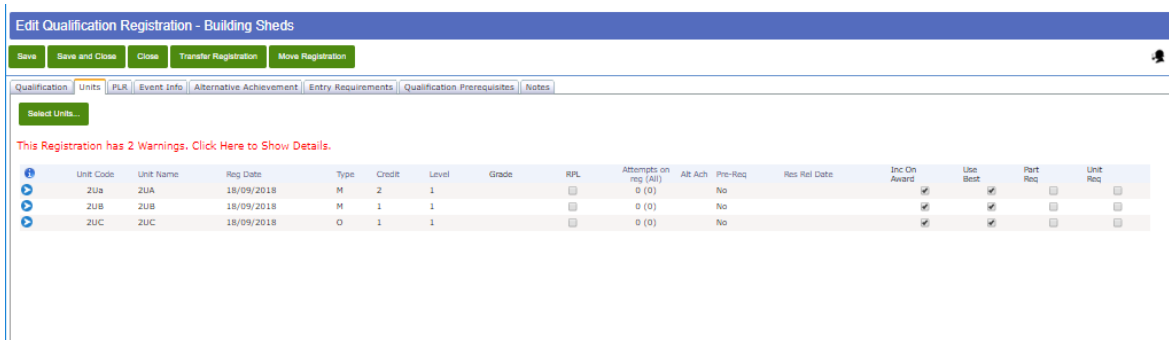 Edit Qualification Registration - Building Sheds
Save Save and Close Close Transfer Registration Move Registration
Qualification Units PLR Event Info Alternative Achievement Entry Requirements Qualification Prerequisites Notes
Select Units...
This Registration has 2 Warnings. Click Here to Show Details.
Unit Code Unit Name Reg Date Type Credit Level Grade RPL Attempts on reg (All) Alt Ach Pre-Req Res Rel Date Inc On Award Use Best Part Req Unit Req
2Ua 2UA 18/09/2018 M 2 1 0 (0) No
2UB 2UB 18/09/2018 M 1 1 0 (0) No
2UC 2UC 18/09/2018 O 1 1 0 (0) No